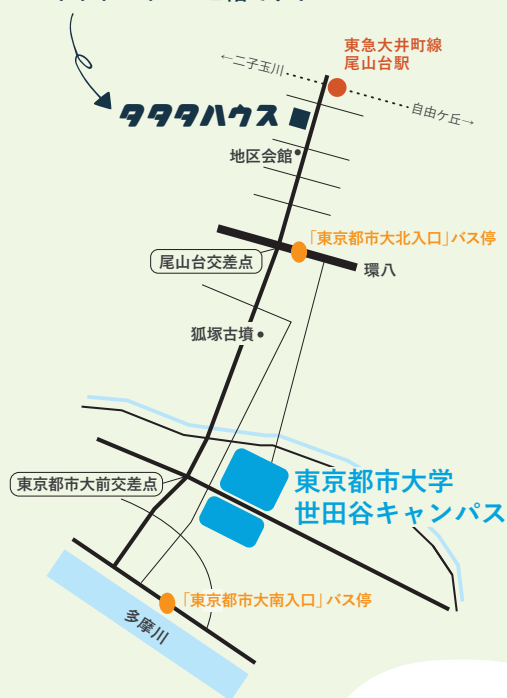 東急大井町線
尾山台駅
←二子玉川
自由ケ丘→
タタタハウス
地区会館
「東京都市大北入口」バス停
尾山台交差点
環八
狐塚古墳
東京都市大学
世田谷キャンパス
東京都市大前交差点
「東京都市大南入口」バス停
多摩川